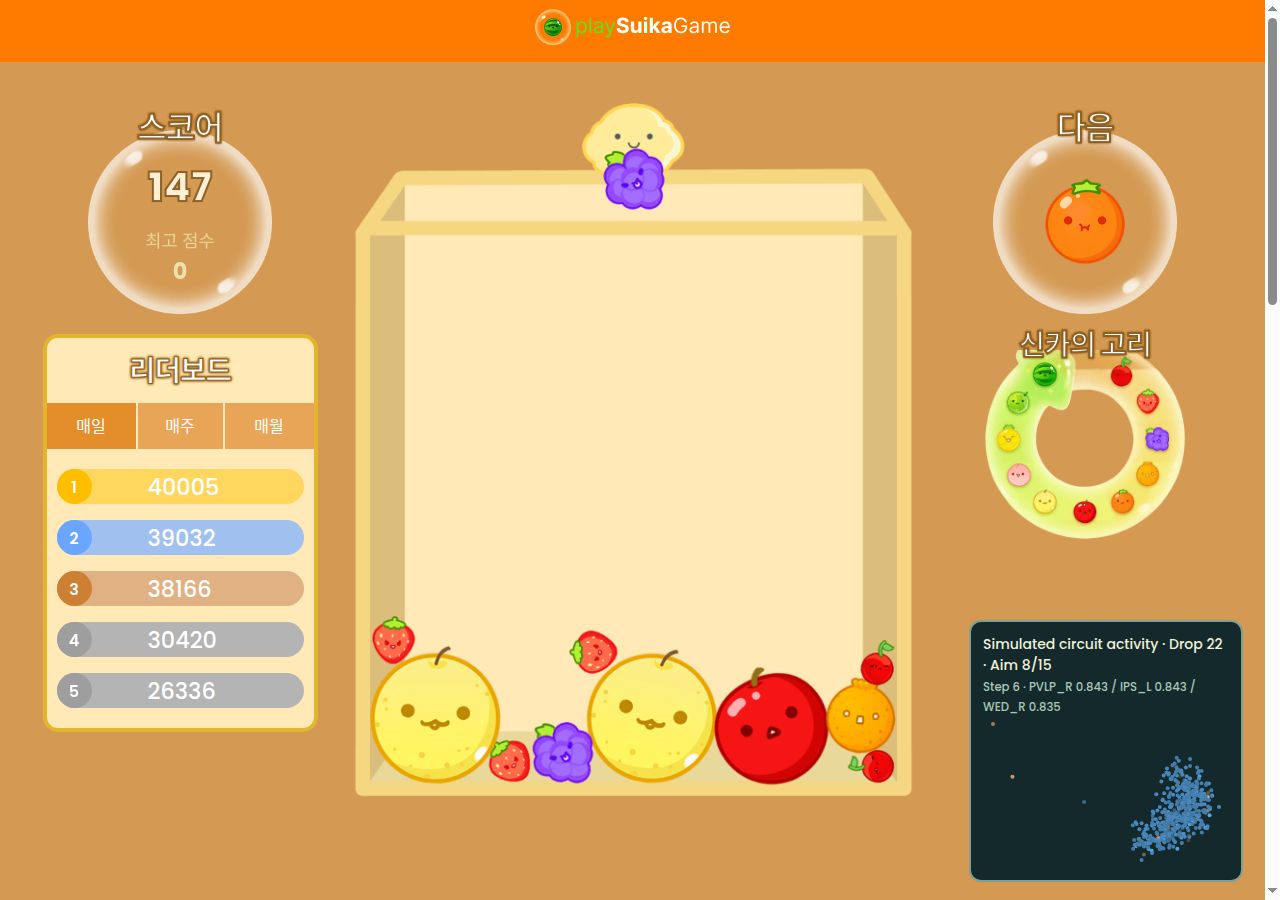 playSuikaGame
스코어
147
최고 점수
0
다음
신카의 고리
리더보드
매일 매주 매월
1 40005
2 39032
3 38166
4 30420
5 26336
Simulated circuit activity · Drop 22
· Aim 8/15
Step 6 · PVLP_R 0.843 / IPS_L 0.843 /
WED_R 0.835